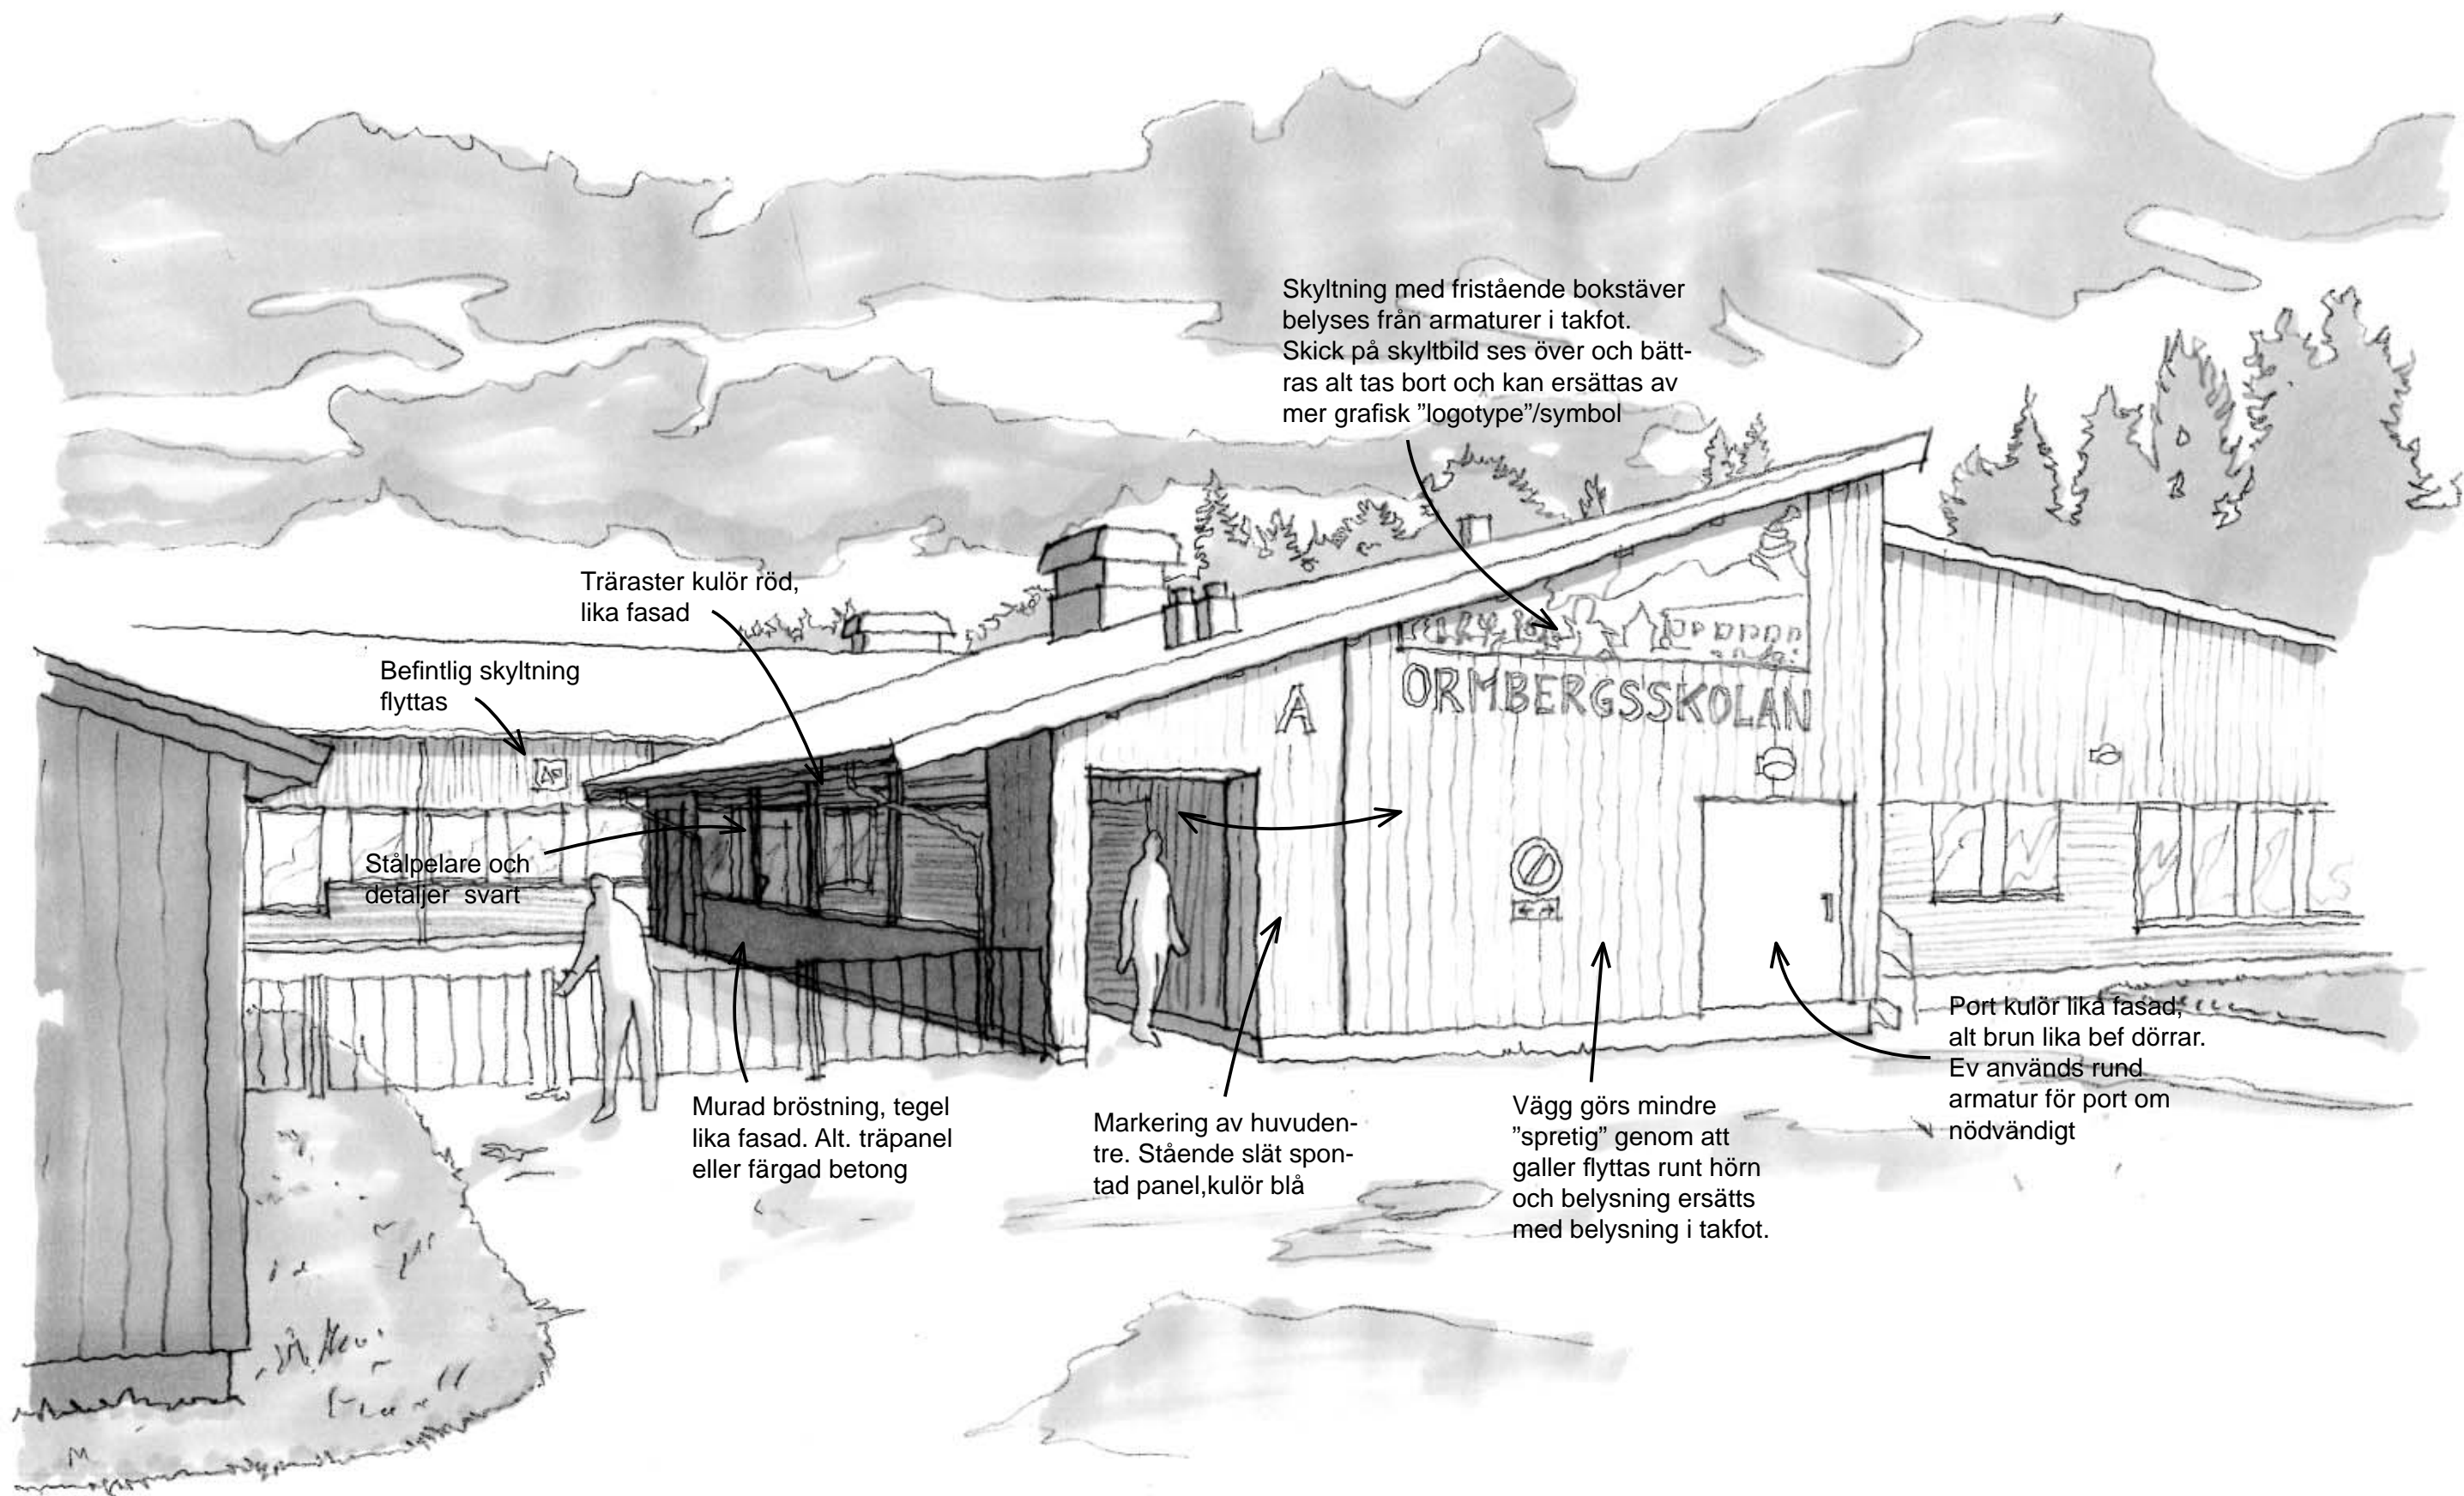 Skyltning med fristående bokstäver
belyses från armaturer i takfot.
Skick på skyltbild ses över och bätt-
ras alt tas bort och kan ersättas av
mer grafisk ”logotype”/symbol
Träraster kulör röd,
lika fasad
Befintlig skyltning
flyttas
A
ORMBERGSSKOLAN
Stålpelare och
detaljer svart
Murad bröstning, tegel
lika fasad. Alt. träpanel
eller färgad betong
Markering av huvuden-
tre. Stående slät spon-
tad panel,kulör blå
Vägg görs mindre
”spretig” genom att
galler flyttas runt hörn
och belysning ersätts
med belysning i takfot.
Port kulör lika fasad,
alt brun lika bef dörrar.
Ev används rund
armatur för port om
nödvändigt